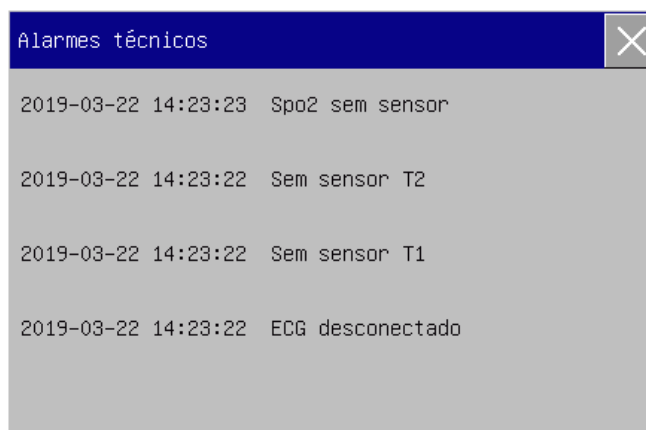 Alarmes técnicos
2019-03-22 14:23:23 Spo2 sem sensor
2019-03-22 14:23:22 Sem sensor T2
2019-03-22 14:23:22 Sem sensor T1
2019-03-22 14:23:22 ECG desconectado